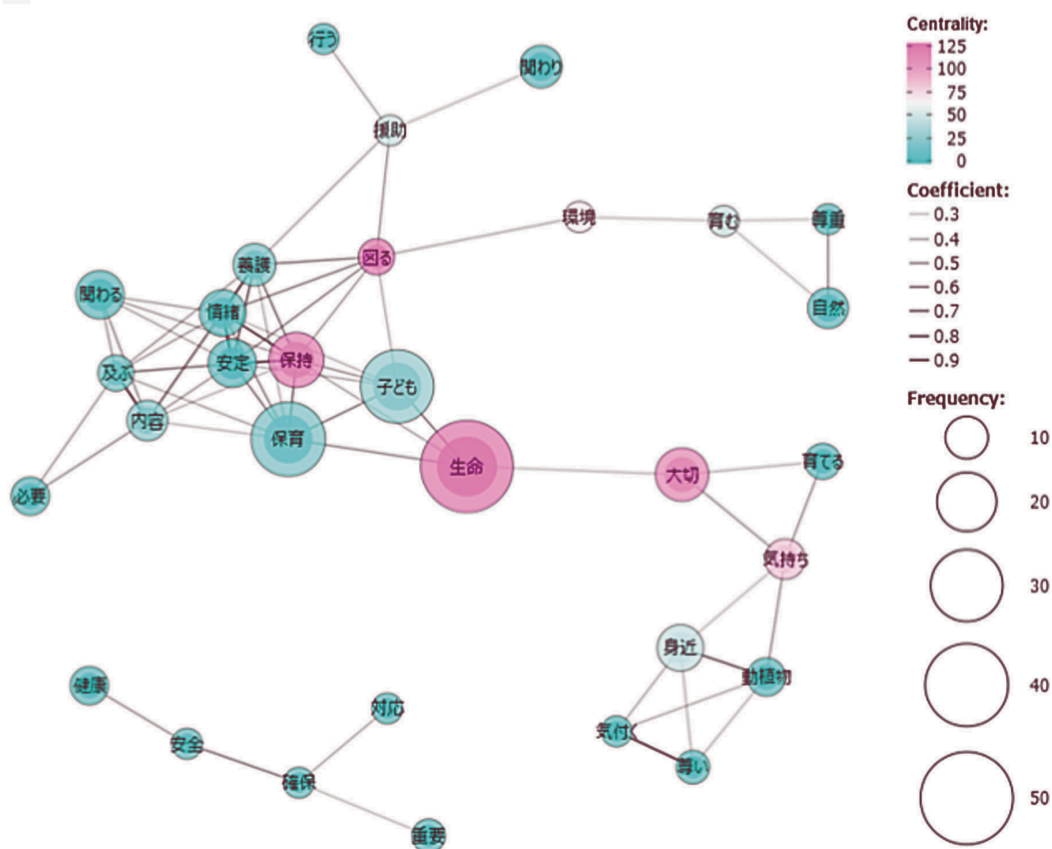 行う
関わり
援助
環境
育む
尊重
自然
養護
図る
関わる
情緒
安定
保持
及ぶ
内容
子ども
保育
必要
生命
大切
育てる
気持ち
身近
動植物
気付く
尊い
健康
安全
確保
対応
重要
Centrality:
125
100
75
50
25
0
Coefficient:
0.3
0.4
0.5
0.6
0.7
0.8
0.9
Frequency:
10
20
30
40
50